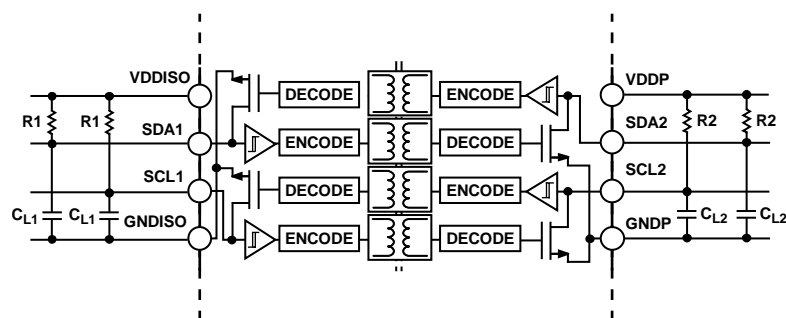 VDDISO
DECODE
ENCODE
VDDP
R1
R1
SDA1
ENCODE
DECODE
SDA2
R2
R2
SCL1
DECODE
ENCODE
SCL2
CL1
CL1
GNDISO
ENCODE
DECODE
GNDP
CL2
CL2